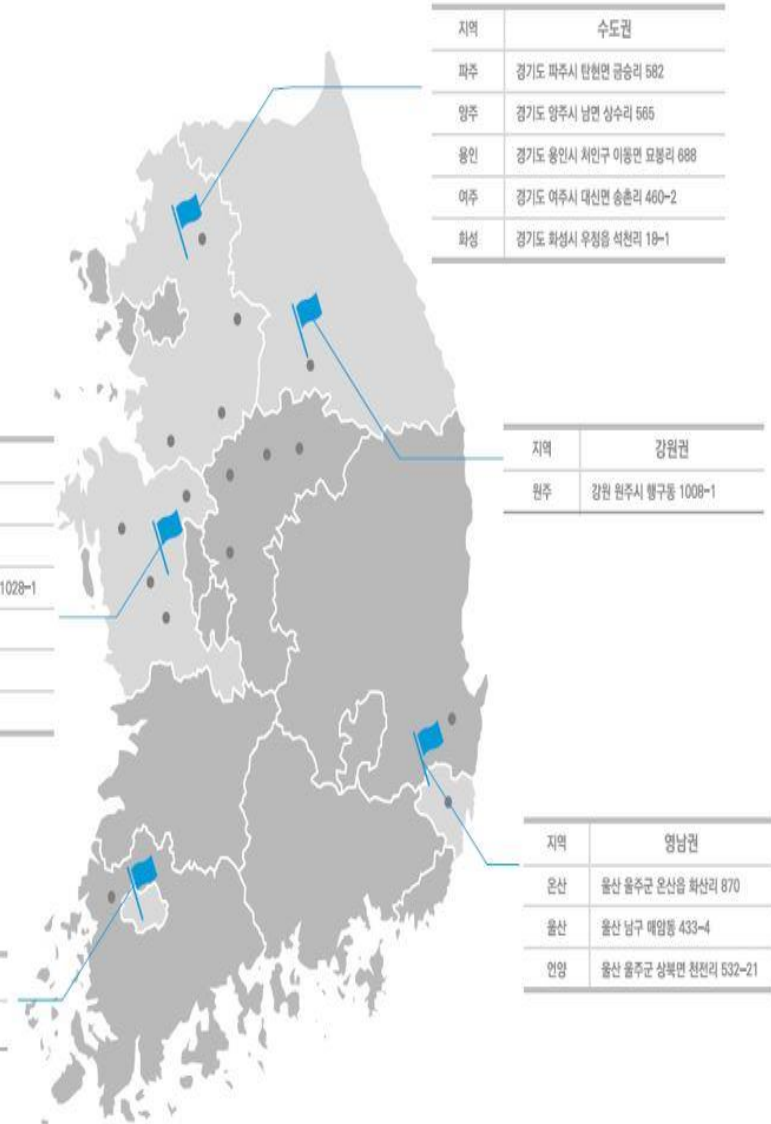 지역 수도권
파주 경기도 파주시 탄현면 금승리 582
양주 경기도 양주시 남면 상수리 565
용인 경기도 용인시 처인구 이동면 묘봉리 688
여주 경기도 여주시 대신면 송촌리 460-2
화성 경기도 화성시 우정읍 석천리 18-1
지역 강원권
원주 강원 원주시 행구동 1008-1
1028-1
지역 영남권
온산 울산 울주군 온산읍 화산리 870
울산 울산 남구 매암동 433-4
언양 울산 울주군 상북면 천전리 532-21